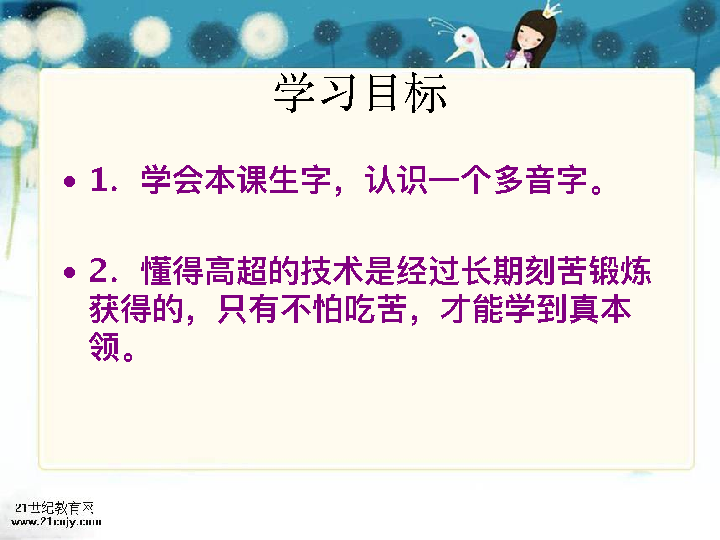 学习目标
• 1．学会本课生字，认识一个多音字。
• 2．懂得高超的技术是经过长期刻苦锻炼
获得的，只有不怕吃苦，才能学到真本
领。
21世纪教育网
www.21cnjy.com